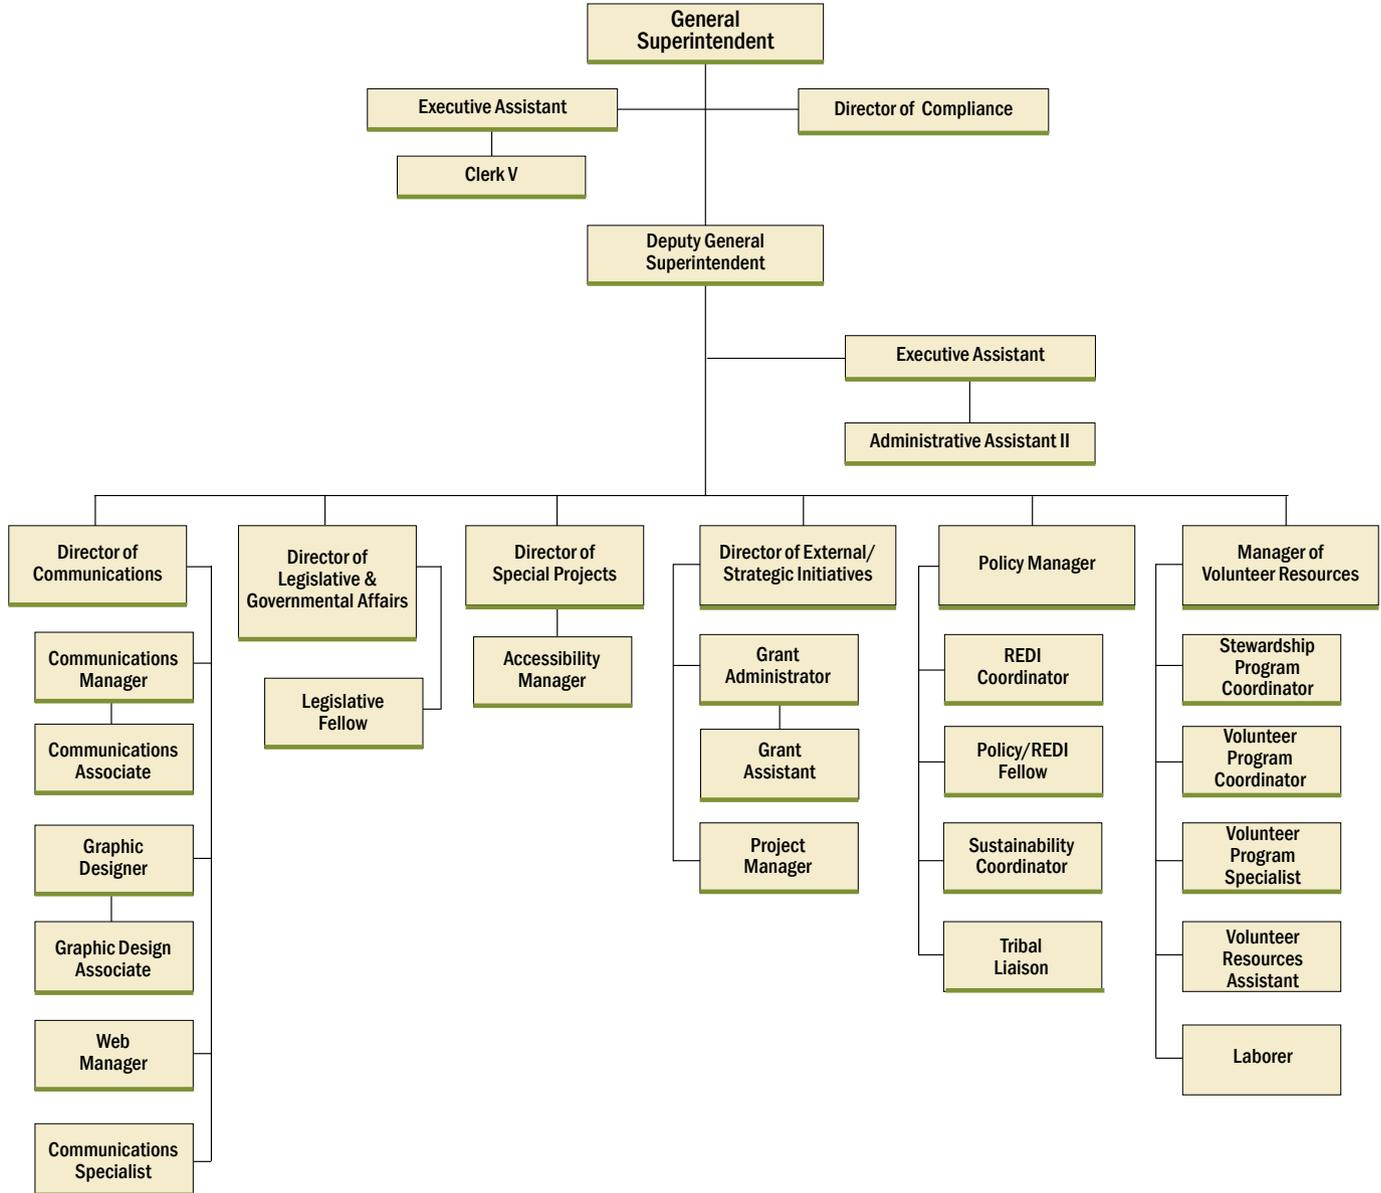 General
Superintendent
Executive Assistant
Director of Compliance
Clerk V
Deputy General
Superintendent
Executive Assistant
Administrative Assistant II
Director of
Communications
Director of
Legislative &
Governmental Affairs
Director of
Special Projects
Director of External/
Strategic Initiatives
Policy Manager
Manager of
Volunteer Resources
Communications
Manager
Communications
Associate
Graphic
Designer
Graphic Design
Associate
Web
Manager
Communications
Specialist
Legislative
Fellow
Accessibility
Manager
Grant
Administrator
Grant
Assistant
Project
Manager
REDI
Coordinator
Policy/REDI
Fellow
Sustainability
Coordinator
Tribal
Liaison
Stewardship
Program
Coordinator
Volunteer
Program
Coordinator
Volunteer
Program
Specialist
Volunteer
Resources
Assistant
Laborer